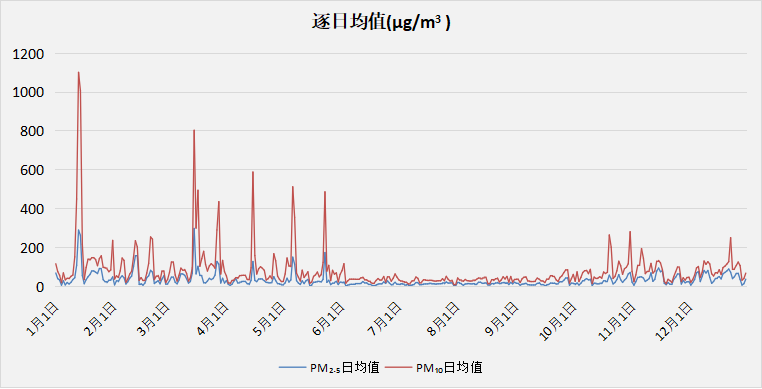 逐日均值(μg/m³ )
1200
1000
800
600
400
200
0
1月1日
2月1日
3月1日
4月1日
5月1日
6月1日
7月1日
8月1日
9月1日
10月1日
11月1日
12月1日
PM₂.₅日均值
PM₁₀日均值